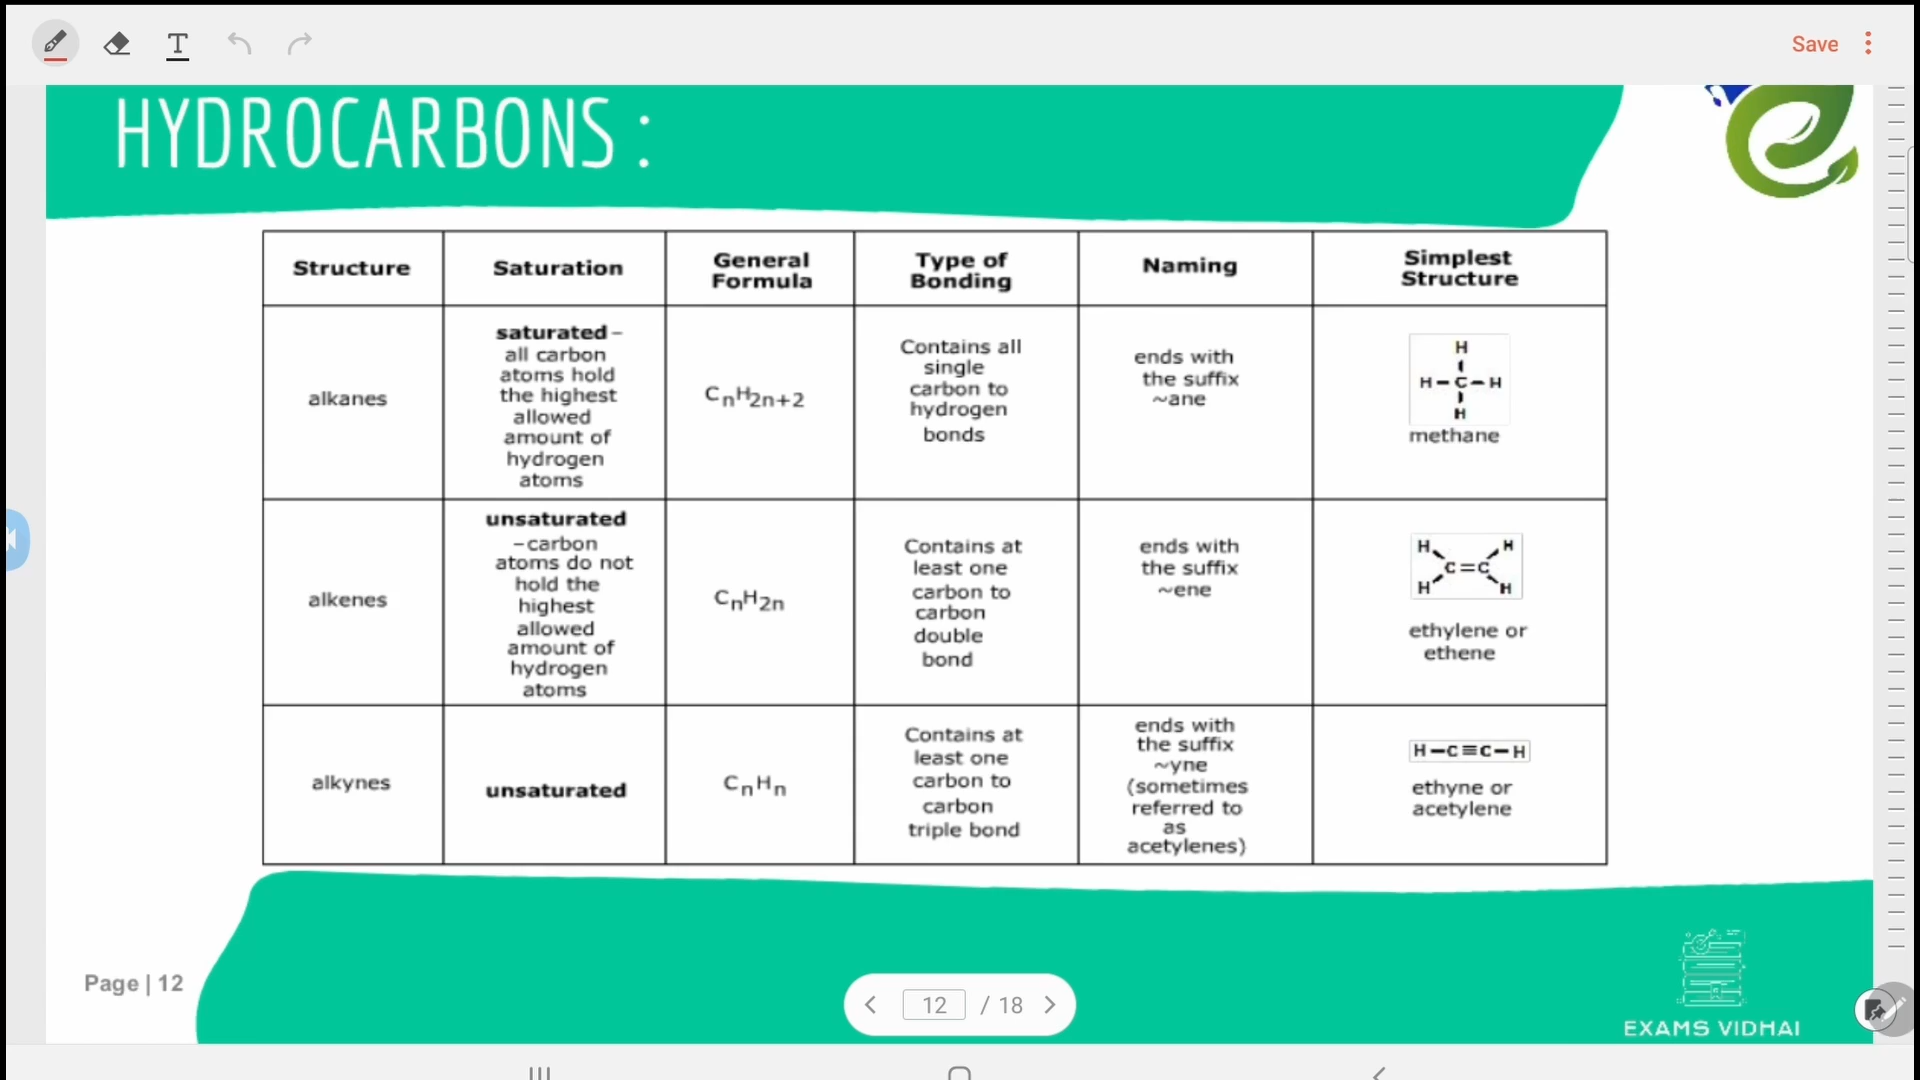 T
Save
HYDROCARBONS :
Structure
Saturation
General
Formula
Type of
Bonding
Naming
Simplest
Structure
alkanes
saturated –
all carbon
atoms hold
the highest
allowed
amount of
hydrogen
atoms
CnH2n+2
Contains all
single
carbon to
hydrogen
bonds
ends with
the suffix
~ane
H
H–C–H
H
methane
alkenes
unsaturated
– carbon
atoms do not
hold the
highest
allowed
amount of
hydrogen
atoms
CnH2n
Contains at
least one
carbon to
carbon
double
bond
ends with
the suffix
~ene
H H
C=C
H H
ethylene or
ethene
alkynes
unsaturated
CnHn
Contains at
least one
carbon to
carbon
triple bond
ends with
the suffix
~yne
(sometimes
referred to
as
acetylenes)
H–C≡C–H
ethyne or
acetylene
Page | 12
12 / 18
EXAMS VIDHAI